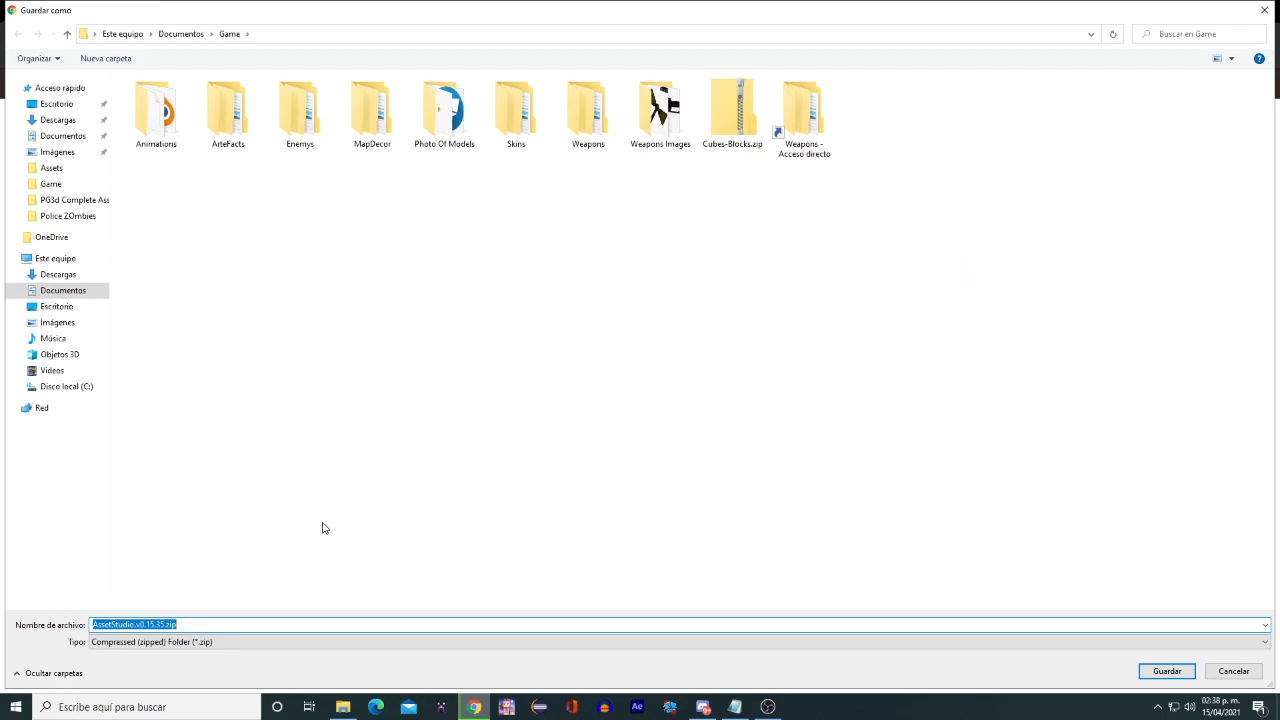 Guardar como
Este equipo › Documentos › Game ›
Buscar en Game
Organizar
Nueva carpeta
Acceso rápido
Escritorio
Descargas
Documentos
Imágenes
Assets
Game
PG3d Complete Ass
Police ZOmbies
OneDrive
Este equipo
Descargas
Documentos
Escritorio
Imágenes
Música
Objetos 3D
Videos
Disco local (C:)
Red
Animations
ArteFacts
Enemys
MapDecor
Photo Of Models
Skins
Weapons
Weapons Images
Cubes-Blocks.zip
Weapons -
Acceso directo
Nombre de archivo: AssetStudio.v0.15.35.zip
Tipo: Compressed (zipped) Folder (*.zip)
Ocultar carpetas
Guardar
Cancelar
Escribe aquí para buscar
Ae
02:38 p. m.
15/04/2021
1